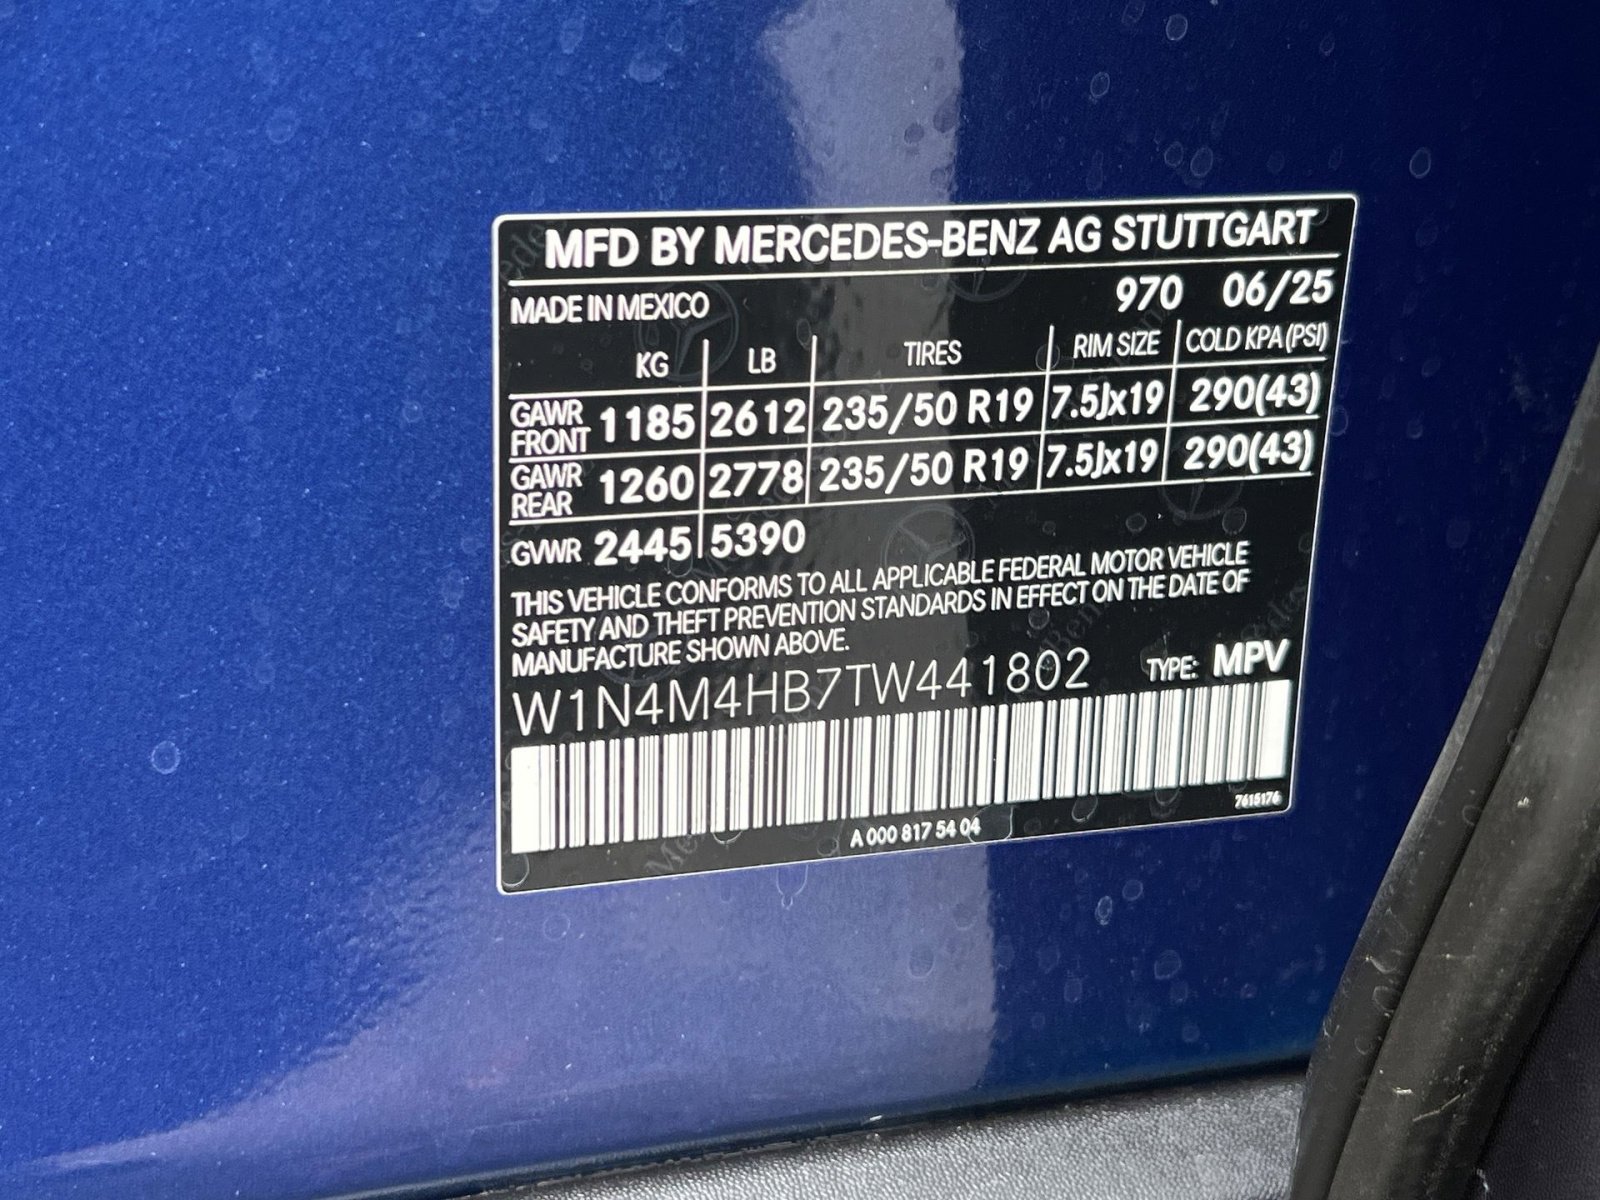 MFD BY MERCEDES-BENZ AG STUTTGART
MADE IN MEXICO 970 06/25
KG LB TIRES RIM SIZE COLD KPA(PSI)
GAWR FRONT 1185 2612 235/50 R19 7.5Jx19 290(43)
GAWR REAR 1260 2778 235/50 R19 7.5Jx19 290(43)
GVWR 2445 5390
THIS VEHICLE CONFORMS TO ALL APPLICABLE FEDERAL MOTOR VEHICLE
SAFETY AND THEFT PREVENTION STANDARDS IN EFFECT ON THE DATE OF
MANUFACTURE SHOWN ABOVE.
W1N4M4HB7TW441802 TYPE: MPV
7615176
A 000 817 54 04